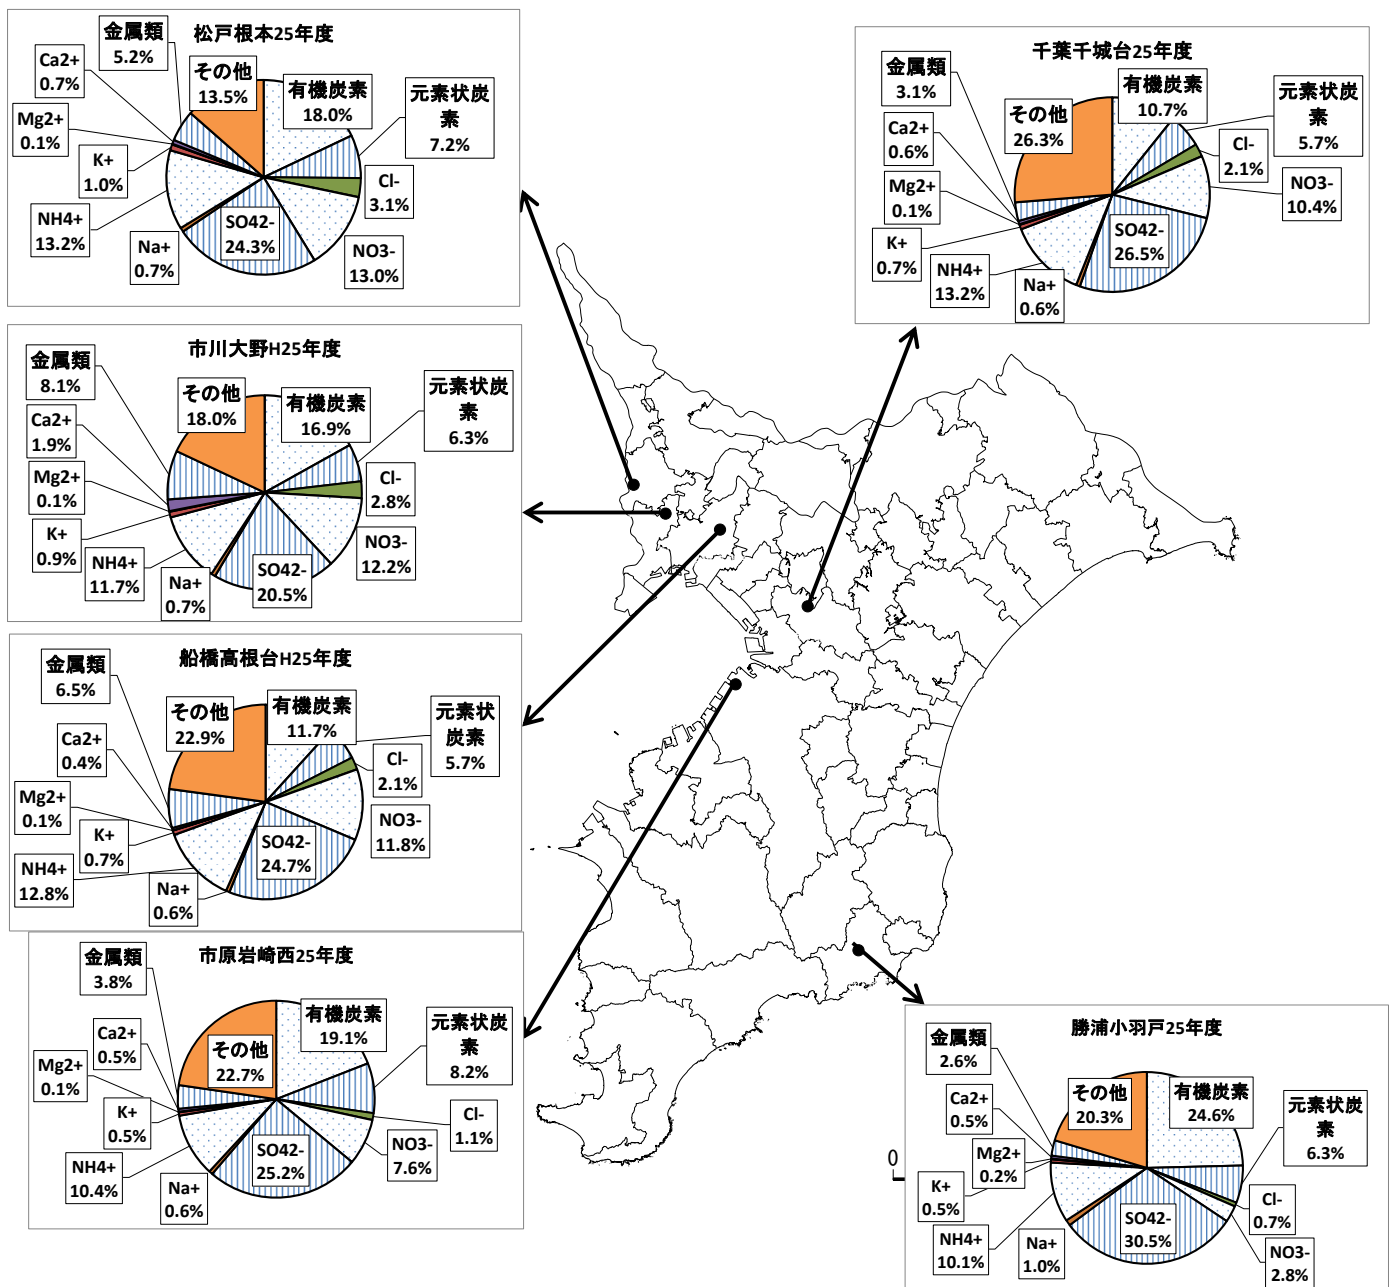 松戸根本25年度
金属類
5.2%
Ca2+
0.7%
Mg2+
0.1%
K+
1.0%
NH4+
13.2%
Na+
0.7%
その他
13.5%
有機炭素
18.0%
元素状炭
素
7.2%
Cl-
3.1%
NO3-
13.0%
SO42-
24.3%
千葉千城台25年度
金属類
3.1%
Ca2+
0.6%
Mg2+
0.1%
K+
0.7%
NH4+
13.2%
Na+
0.6%
その他
26.3%
有機炭素
10.7%
元素状炭
素
5.7%
Cl-
2.1%
NO3-
10.4%
SO42-
26.5%
市川大野H25年度
金属類
8.1%
Ca2+
1.9%
Mg2+
0.1%
K+
0.9%
NH4+
11.7%
Na+
0.7%
その他
18.0%
有機炭素
16.9%
元素状炭
素
6.3%
Cl-
2.8%
NO3-
12.2%
SO42-
20.5%
船橋高根台H25年度
金属類
6.5%
Ca2+
0.4%
Mg2+
0.1%
K+
0.7%
NH4+
12.8%
Na+
0.6%
その他
22.9%
有機炭素
11.7%
元素状
炭素
5.7%
Cl-
2.1%
NO3-
11.8%
SO42-
24.7%
市原岩崎西25年度
金属類
3.8%
Ca2+
0.5%
Mg2+
0.1%
K+
0.5%
NH4+
10.4%
Na+
0.6%
その他
22.7%
有機炭素
19.1%
元素状炭
素
8.2%
Cl-
1.1%
NO3-
7.6%
SO42-
25.2%
0
勝浦小羽戸25年度
金属類
2.6%
Ca2+
0.5%
Mg2+
0.2%
K+
0.5%
NH4+
10.1%
Na+
1.0%
その他
20.3%
有機炭素
24.6%
元素状炭
素
6.3%
Cl-
0.7%
NO3-
2.8%
SO42-
30.5%